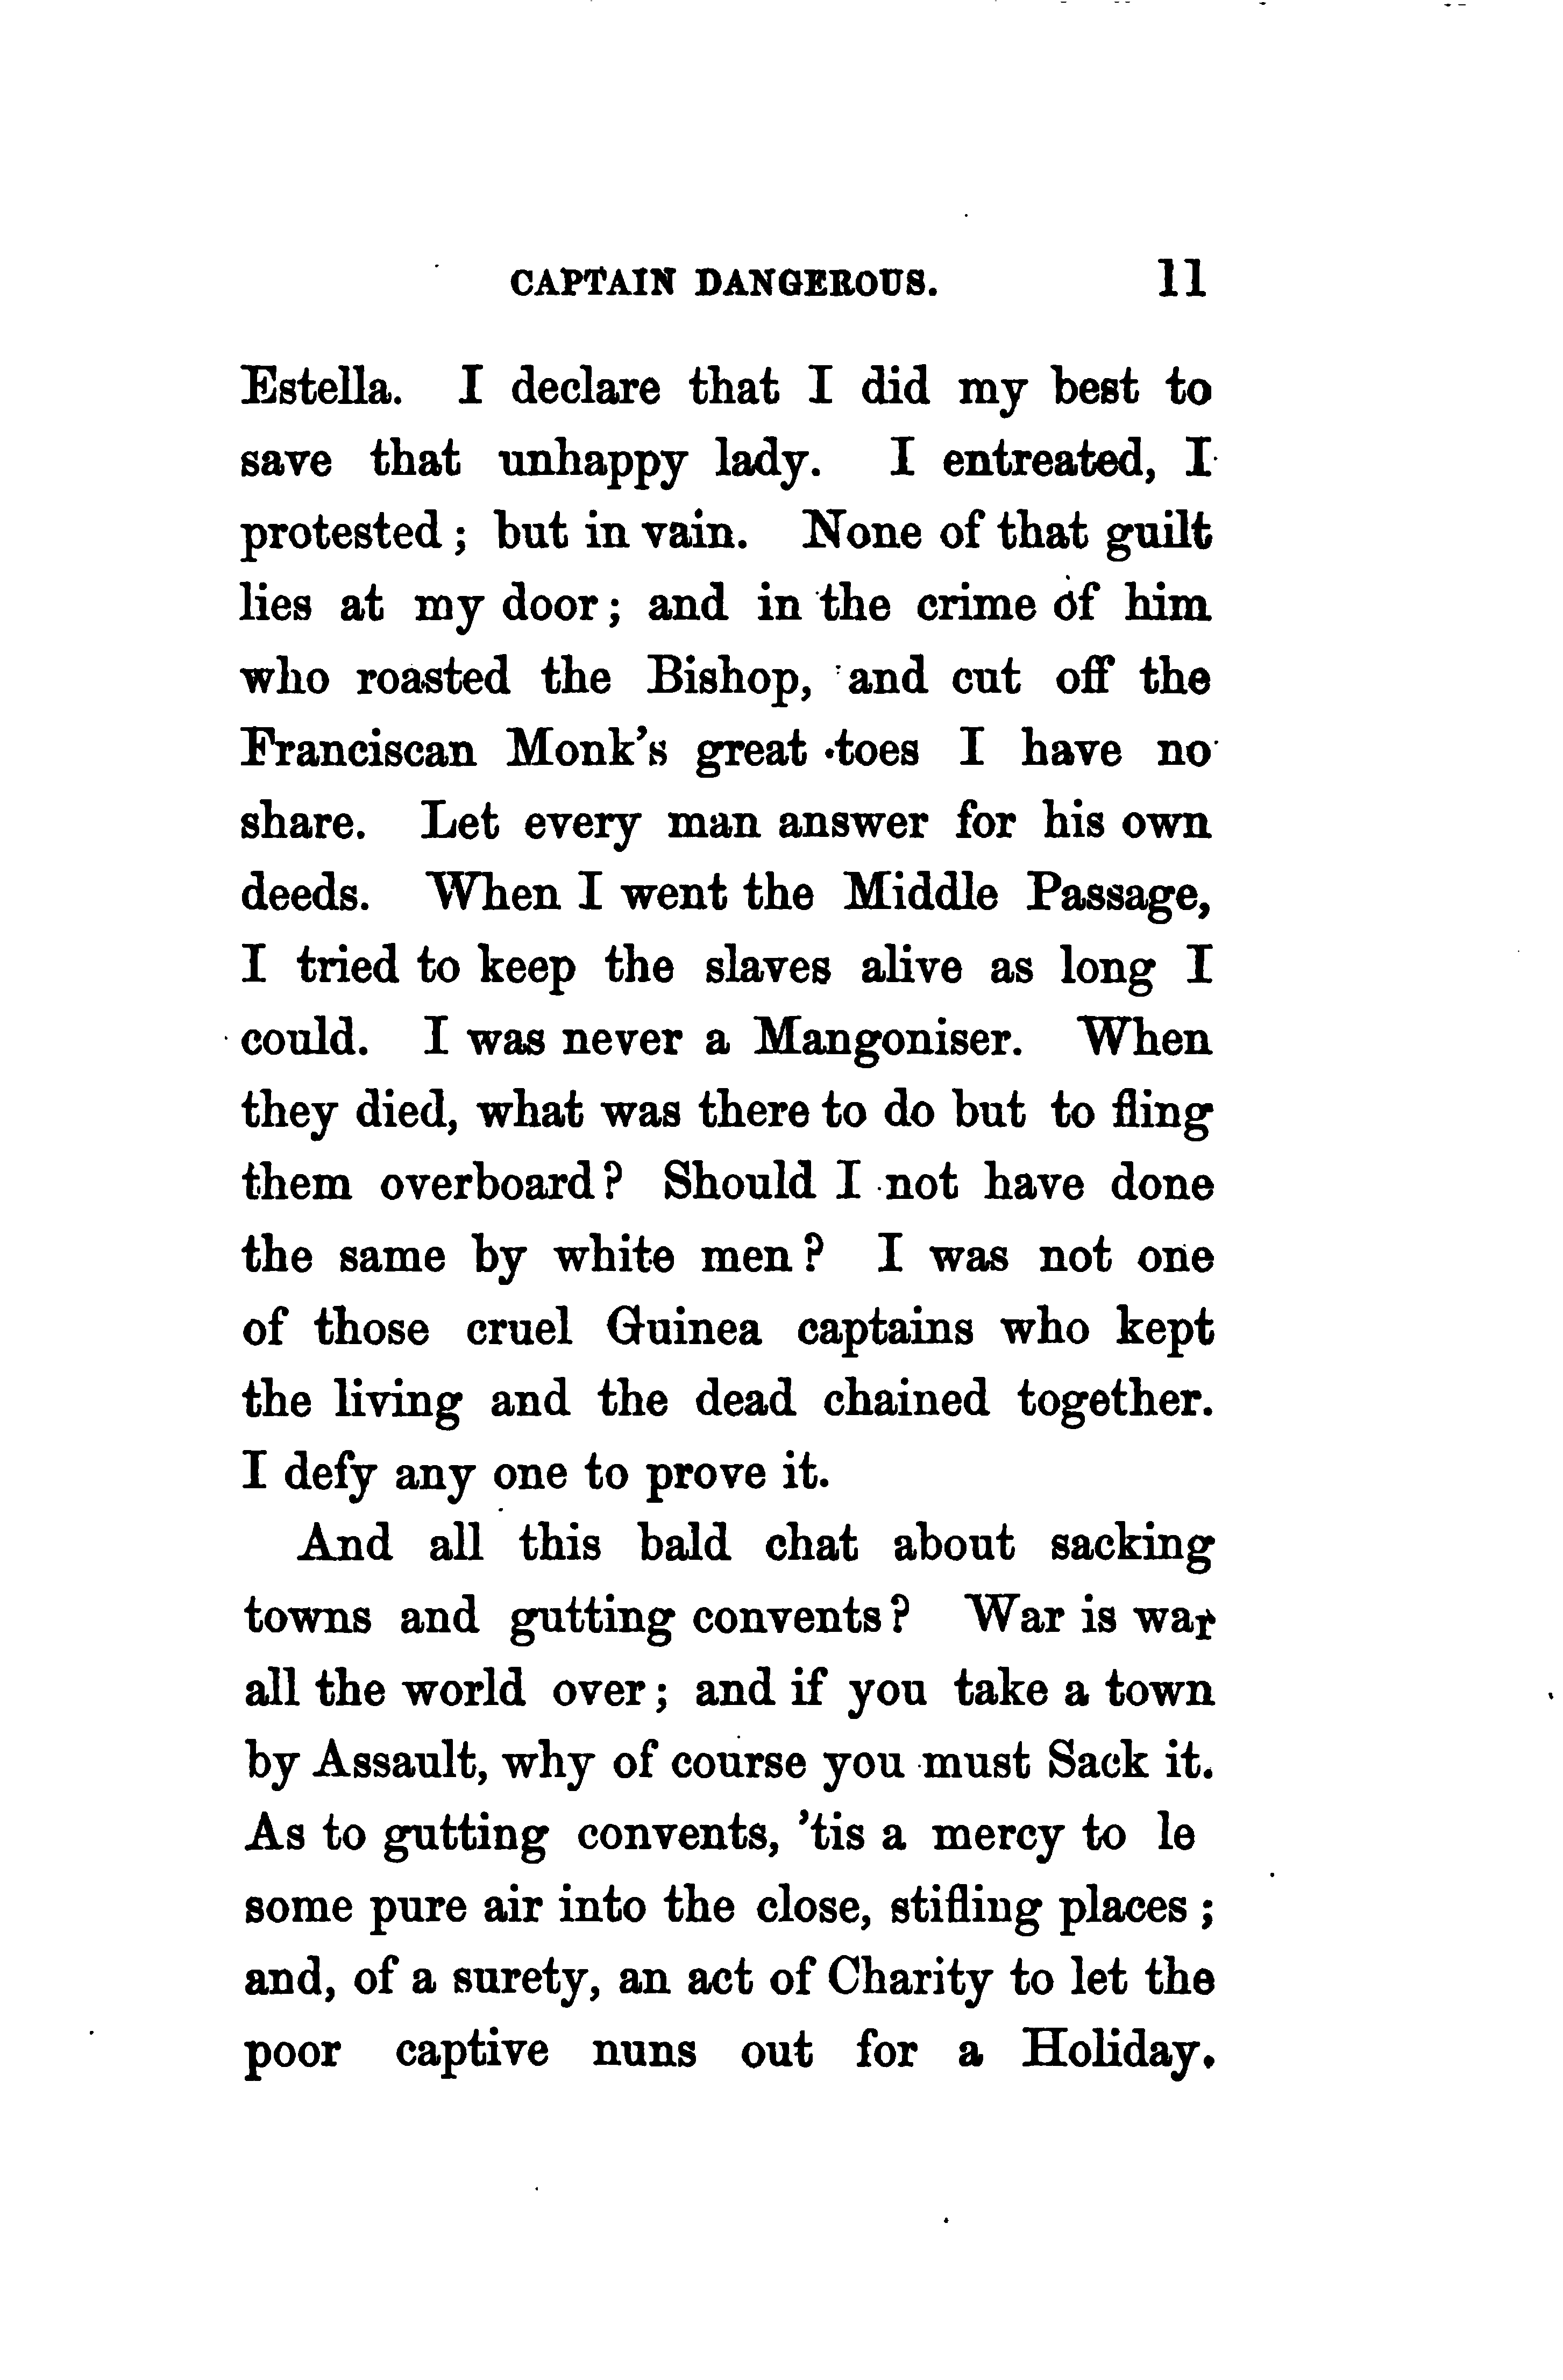 CAPTAIN DANGEROUS. 11
Estella. I declare that I did my best to
save that unhappy lady. I entreated, I
protested ; but in vain. None of that guilt
lies at my door ; and in the crime of him
who roasted the Bishop, and cut off the
Franciscan Monk's great toes I have no
share. Let every man answer for his own
deeds. When I went the Middle Passage,
I tried to keep the slaves alive as long I
could. I was never a Mangoniser. When
they died, what was there to do but to fling
them overboard? Should I not have done
the same by white men? I was not one
of those cruel Guinea captains who kept
the living and the dead chained together.
I defy any one to prove it.
And all this bald chat about sacking
towns and gutting convents? War is war
all the world over ; and if you take a town
by Assault, why of course you must Sack it.
As to gutting convents, 'tis a mercy to le
some pure air into the close, stifling places ;
and, of a surety, an act of Charity to let the
poor captive nuns out for a Holiday.